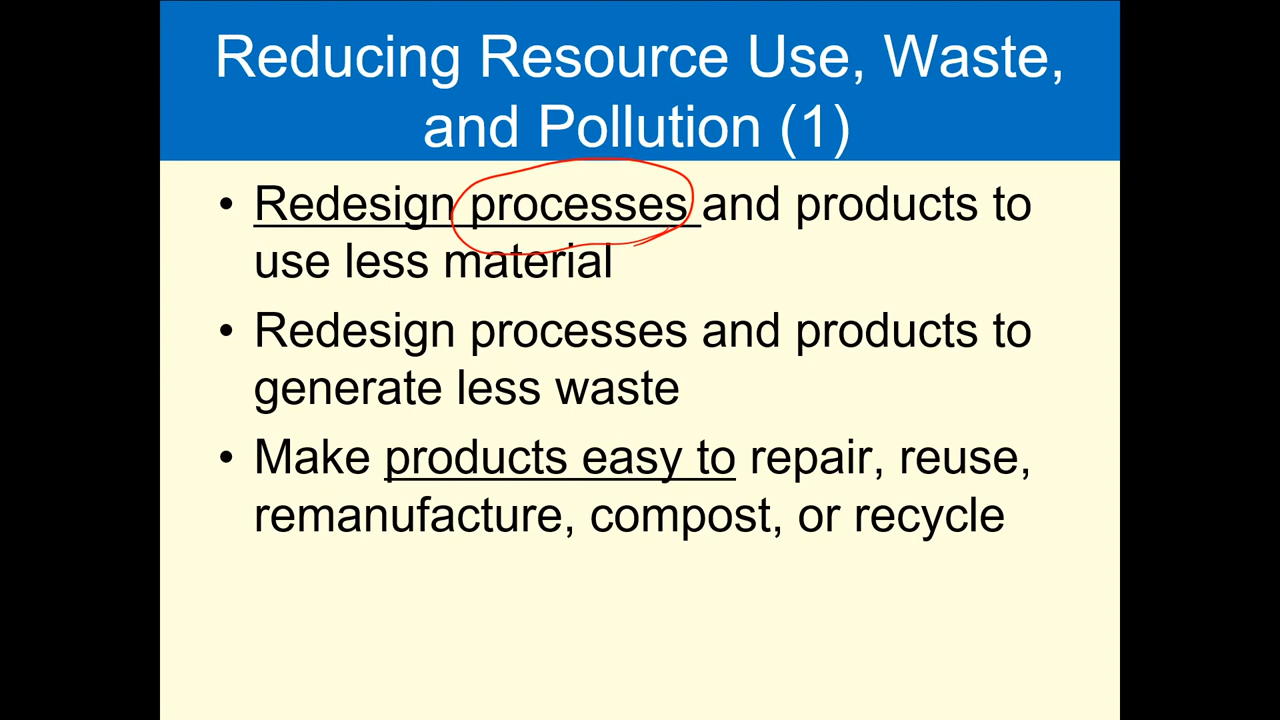 Reducing Resource Use, Waste,
and Pollution (1)
• Redesign processes and products to
use less material
• Redesign processes and products to
generate less waste
• Make products easy to repair, reuse,
remanufacture, compost, or recycle